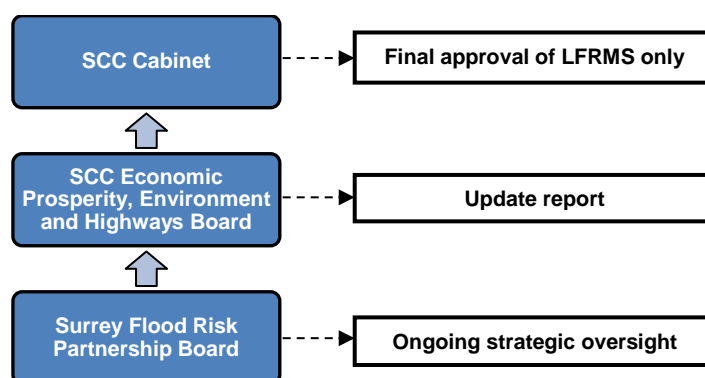 SCC Cabinet
Final approval of LFRMS only
SCC Economic
Prosperity, Environment
and Highways Board
Update report
Surrey Flood Risk
Partnership Board
Ongoing strategic oversight